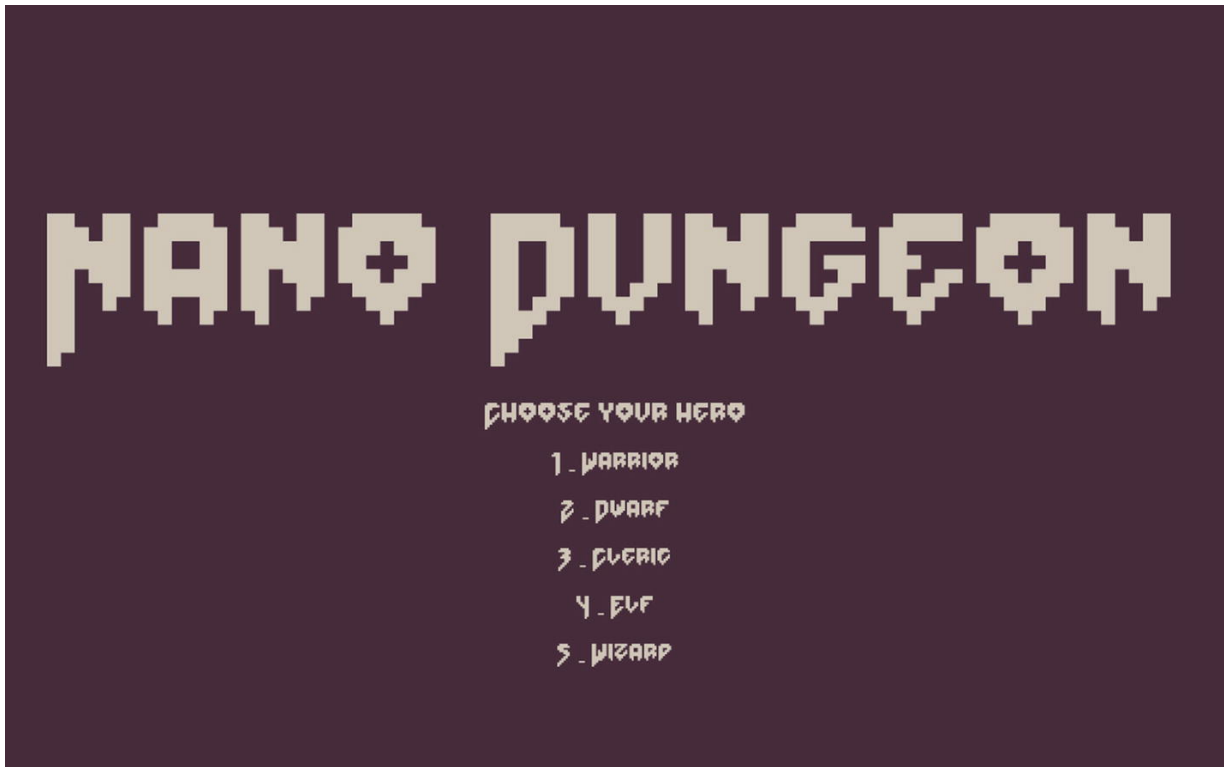 Nano Dungeon
Choose your hero
1 - Warrior
2 - Dwarf
3 - Cleric
4 - Elf
5 - Wizard